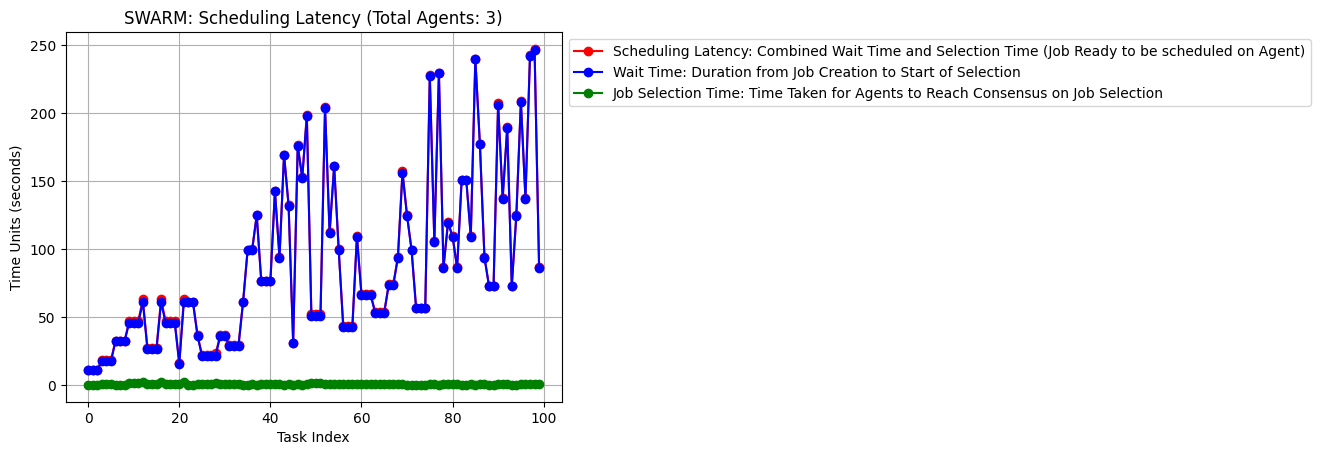 SWARM: Scheduling Latency (Total Agents: 3)
Scheduling Latency: Combined Wait Time and Selection Time (Job Ready to be scheduled on Agent)
Wait Time: Duration from Job Creation to Start of Selection
Job Selection Time: Time Taken for Agents to Reach Consensus on Job Selection
Time Units (seconds)
250
200
150
100
50
0
0 20 40 60 80 100
Task Index